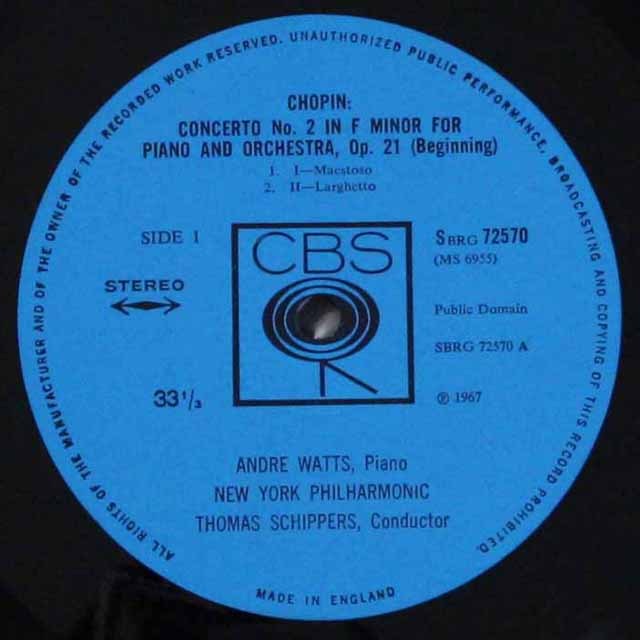 ALL RIGHTS OF THE MANUFACTURER AND OF THE OWNER OF THE RECORDED WORK RESERVED. UNAUTHORIZED PUBLIC PERFORMANCE, BROADCASTING AND COPYING OF THIS RECORD PROHIBITED.
CHOPIN:
CONCERTO No. 2 IN F MINOR FOR
PIANO AND ORCHESTRA, Op. 21 (Beginning)
1. I—Maestoso
2. II—Larghetto
SIDE 1
CBS
SBRG 72570
(MS 6955)
STEREO
Public Domain
SBRG 72570 A
33 1/3
℗ 1967
ANDRE WATTS, Piano
NEW YORK PHILHARMONIC
THOMAS SCHIPPERS, Conductor
MADE IN ENGLAND